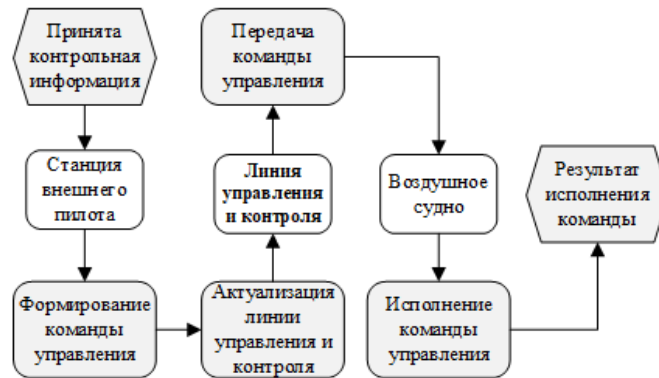 Принята
контрольная
информация
Станция
внешнего
пилота
Формирование
команды
управления
Актуализация
линии
управления и
контроля
Линия
управления
и контроля
Передача
команды
управления
Воздушное
судно
Исполнение
команды
управления
Результат
исполнения
команды